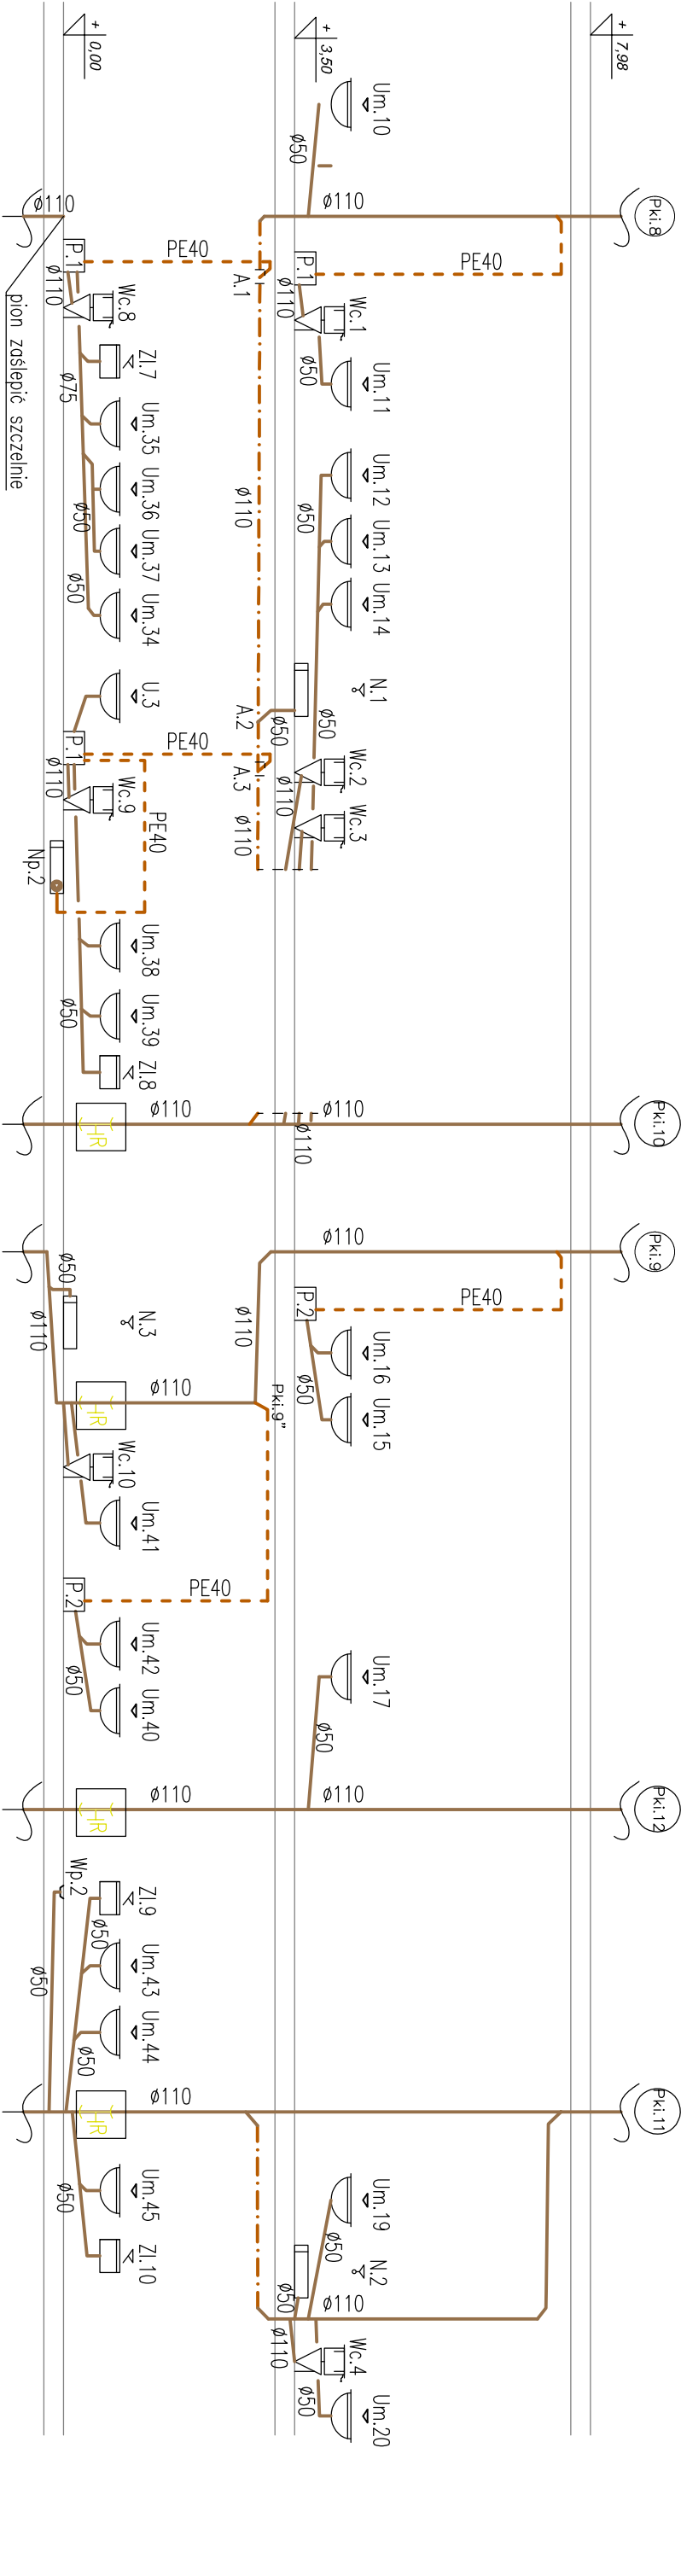 + 7,98
+ 3,50
+ 0,00
Pki.8
Um.10
ø50
ø110
ø110
pion zaślepić szczelnie
PE40
P.1
ø110
Wc.1
ø50
Um.11
PE40
A.1
P.1
ø110
Wc.8
Zl.7
ø75
Um.35
Um.36
ø50
Um.37
ø50
Um.34
ø110
Um.12
ø50
Um.13
Um.14
N.1
ø50
A.2
ø50
Wc.2
ø110
Wc.3
A.3
ø110
U.3
PE40
P.1
ø110
Wc.9
PE40
Np.2
Um.38
ø50
Um.39
Zl.8
Pki.10
ø110
ø110
ø110
HR
Pki.9
ø110
PE40
P.2
Um.16
ø50
Um.15
ø110
Pki.9"
ø50
ø110
N.3
ø110
HR
Wc.10
Um.41
PE40
P.2
Um.42
ø50
Um.40
Um.17
ø50
Pki.12
ø110
ø110
HR
Wp.2
Zl.9
ø50
ø50
Um.43
Um.44
ø50
Pki.11
ø110
HR
ø50
Um.45
Zl.10
Um.19
ø50
N.2
ø50
ø110
ø110
Wc.4
ø50
Um.20